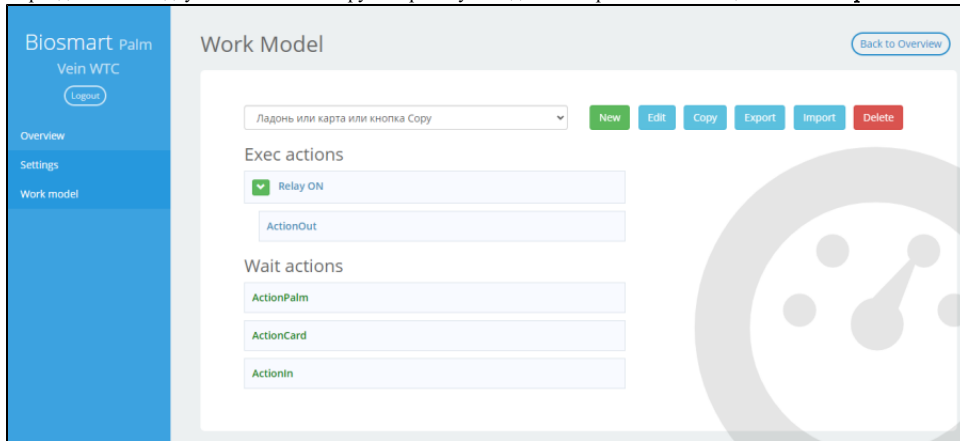 Biosmart Palm
Vein WTC
Logout
Overview
Settings
Work model
Work Model
Back to Overview
Ладонь или карта или кнопка Copy
New Edit Copy Export Import Delete
Exec actions
Relay ON
ActionOut
Wait actions
ActionPalm
ActionCard
ActionIn